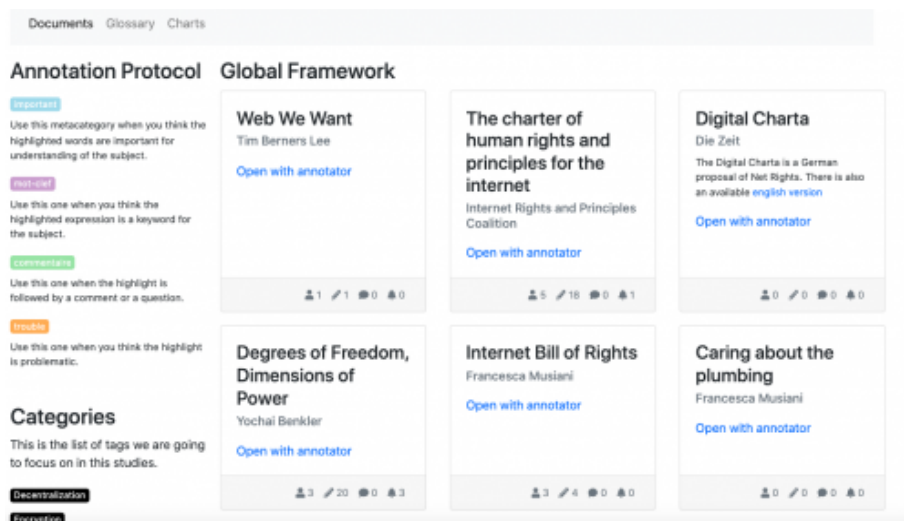 Documents Glossary Charts
Annotation Protocol
important
Use this metacategory when you think the
highlighted words are important for
understanding of the subject.
mot-clef
Use this one when you think the
highlighted expression is a keyword for
the subject.
commentaire
Use this one when the highlight is
followed by a comment or a question.
trouble
Use this one when you think the highlight
is problematic.
Categories
This is the list of tags we are going
to focus on in this studies.
Decentralization
Encryption
Global Framework
Web We Want
Tim Berners Lee
Open with annotator
1 1 0 0
The charter of
human rights and
principles for the
internet
Internet Rights and Principles
Coalition
Open with annotator
5 18 0 1
Digital Charta
Die Zeit
The Digital Charta is a German
proposal of Net Rights. There is also
an available english version
Open with annotator
0 0 0 0
Degrees of Freedom,
Dimensions of
Power
Yochai Benkler
Open with annotator
3 20 0 3
Internet Bill of Rights
Francesca Musiani
Open with annotator
3 4 0 0
Caring about the
plumbing
Francesca Musiani
Open with annotator
0 0 0 0